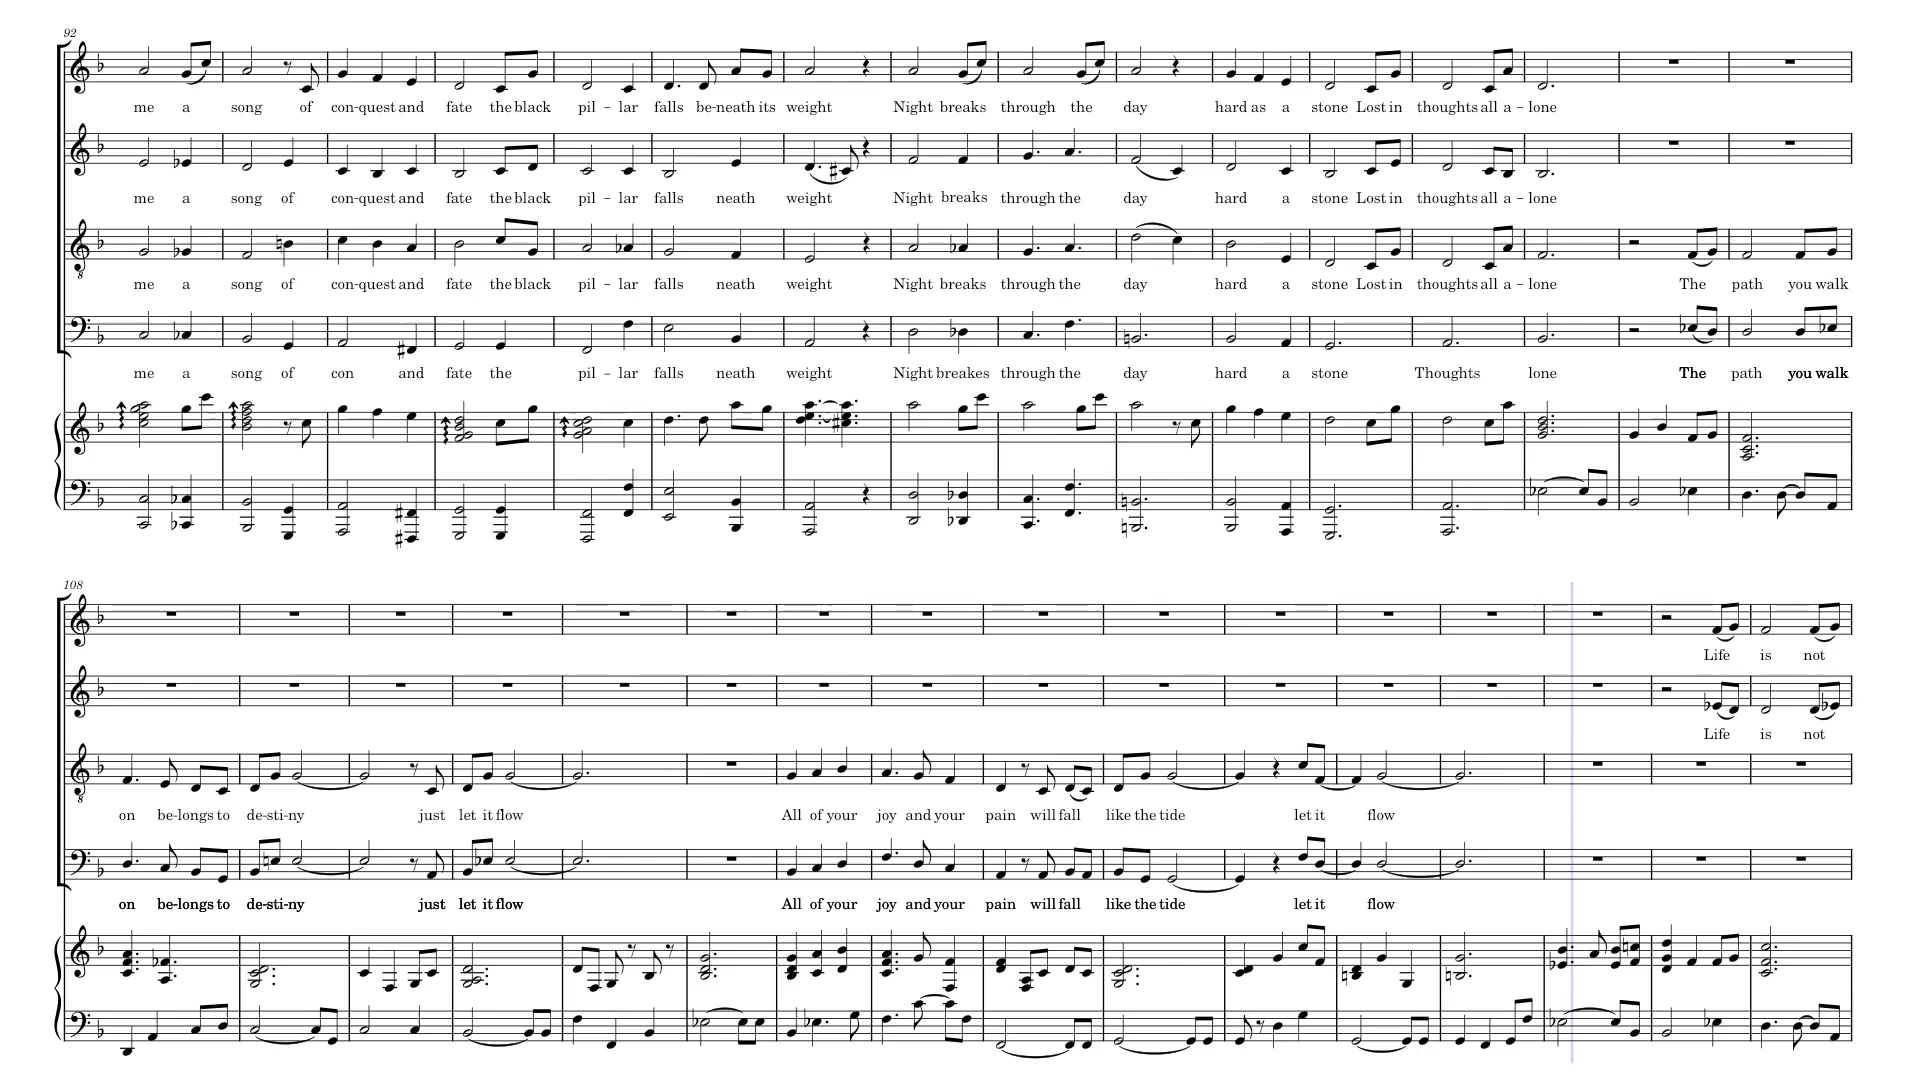 92
me a song of con-quest and fate the black pil – lar falls be-neath its weight Night breaks through the day hard as a stone Lost in thoughts all a – lone
me a song of con-quest and fate the black pil – lar falls neath weight Night breaks through the day hard a stone Lost in thoughts all a – lone
8
me a song of con-quest and fate the black pil – lar falls neath weight Night breaks through the day hard a stone Lost in thoughts all a – lone The path you walk
me a song of con and fate the pil – lar falls neath weight Night breakes through the day hard a stone Thoughts lone The path you walk
108
Life is not
Life is not
8
on be-longs to de-sti-ny just let it flow All of your joy and your pain will fall like the tide let it flow
on be-longs to de-sti-ny just let it flow All of your joy and your pain will fall like the tide let it flow